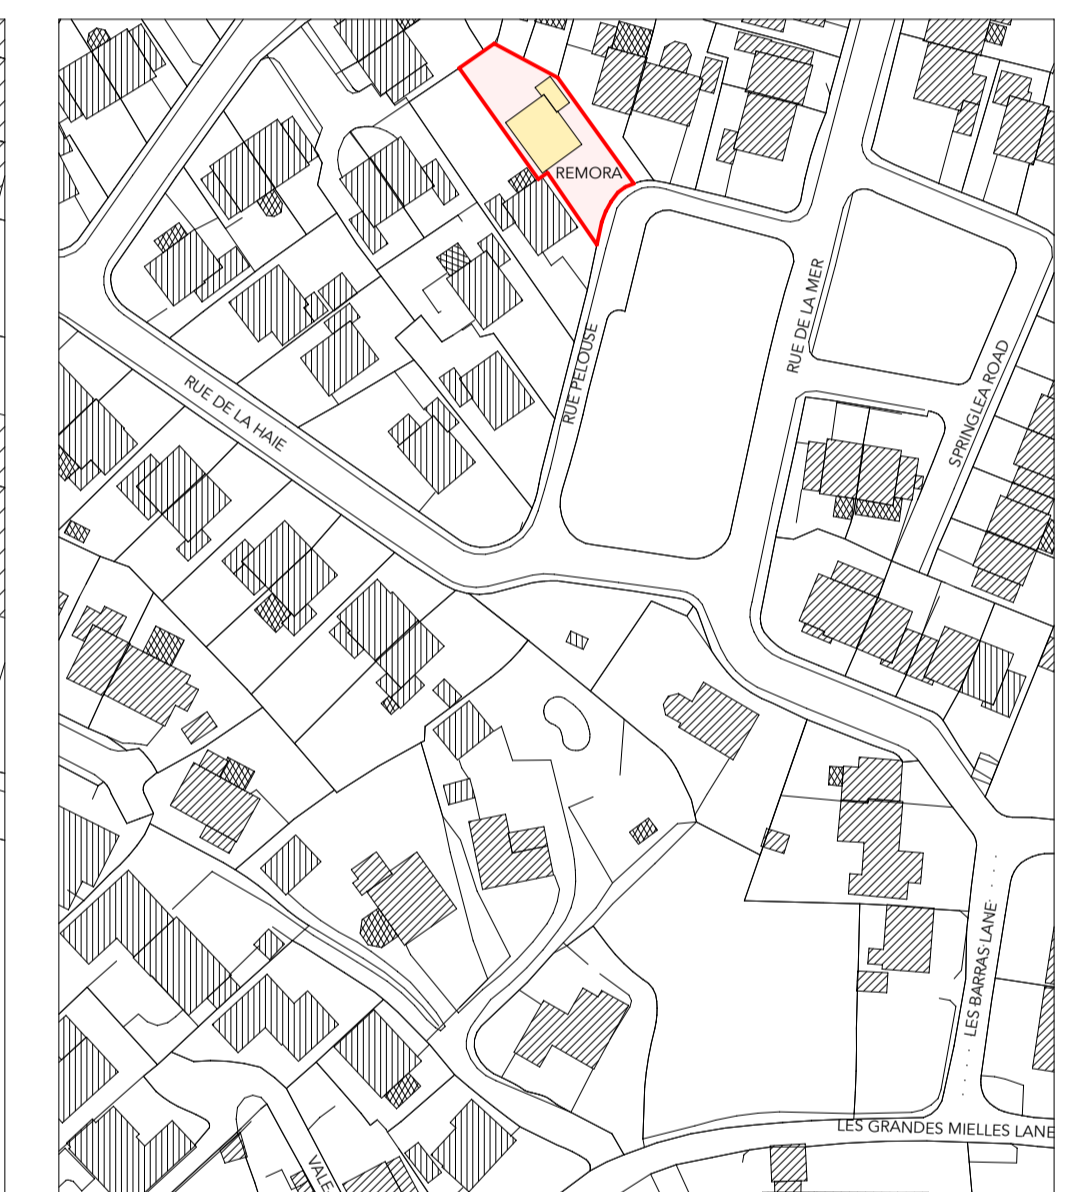 REMORA
RUE DE LA MER
RUE PELOUSE
SPRINGLEA ROAD
RUE DE LA HAIE
LES BARRAS LANE
LES GRANDES MIELLES LANE
VALE